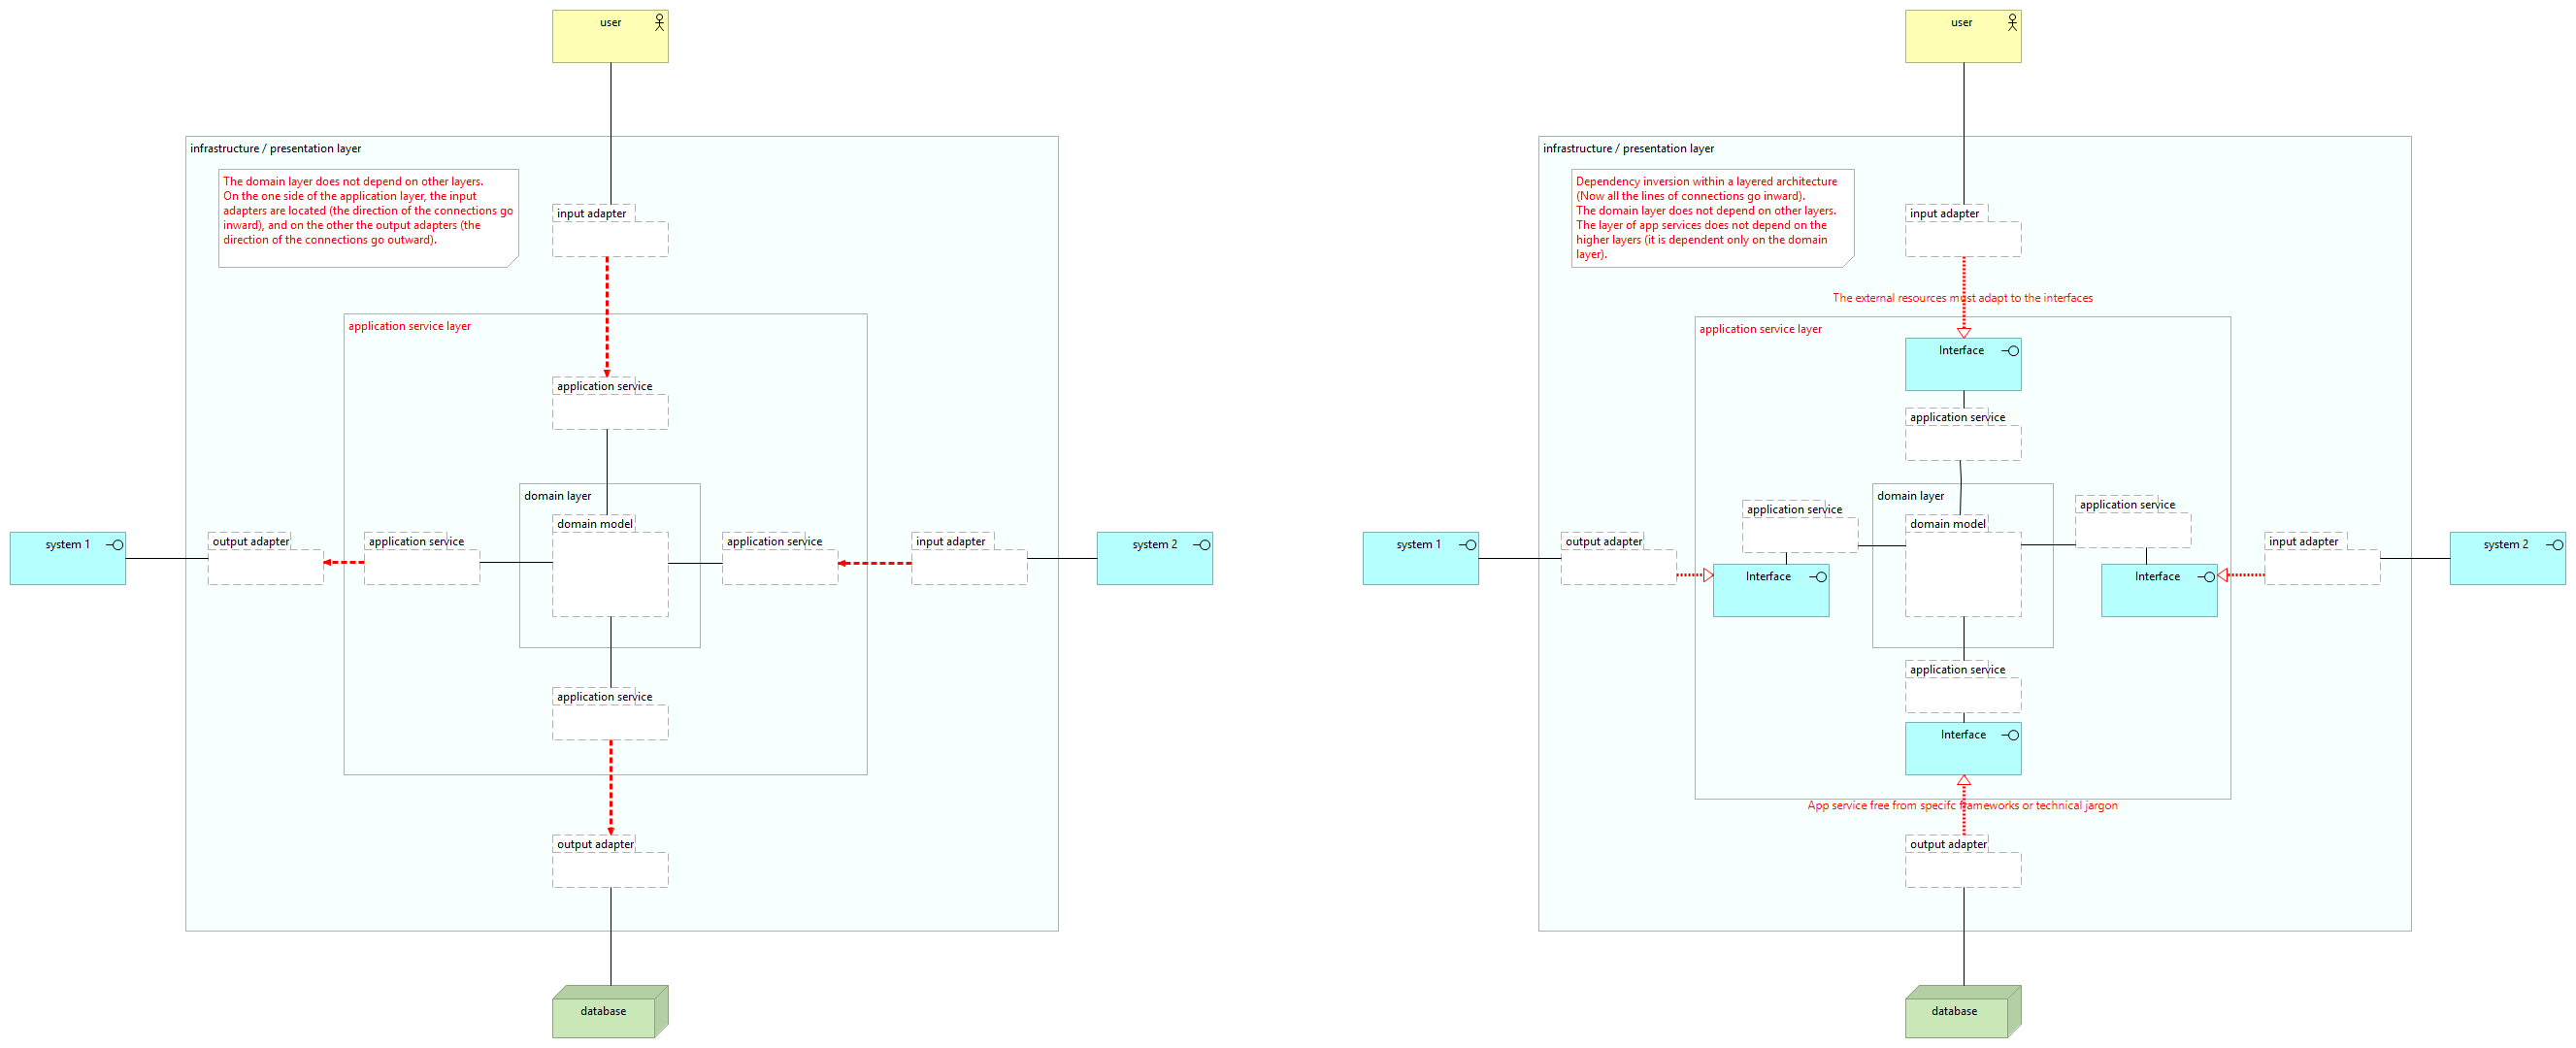 user
infrastructure / presentation layer
The domain layer does not depend on other layers.
On the one side of the application layer, the input
adapters are located (the direction of the connections go
inward), and on the other the output adapters (the
direction of the connections go outward).
input adapter
application service layer
application service
domain layer
domain model
system 1
output adapter
application service
application service
input adapter
system 2
application service
output adapter
database
user
infrastructure / presentation layer
Dependency inversion within a layered architecture
(Now all the lines of connections go inward).
The domain layer does not depend on other layers.
The layer of app services does not depend on the
higher layers (it is dependent only on the domain
layer).
input adapter
The external resources must adapt to the interfaces
application service layer
Interface
application service
domain layer
domain model
application service
application service
system 1
output adapter
Interface
Interface
input adapter
system 2
application service
Interface
App service free from specifc frameworks or technical jargon
output adapter
database